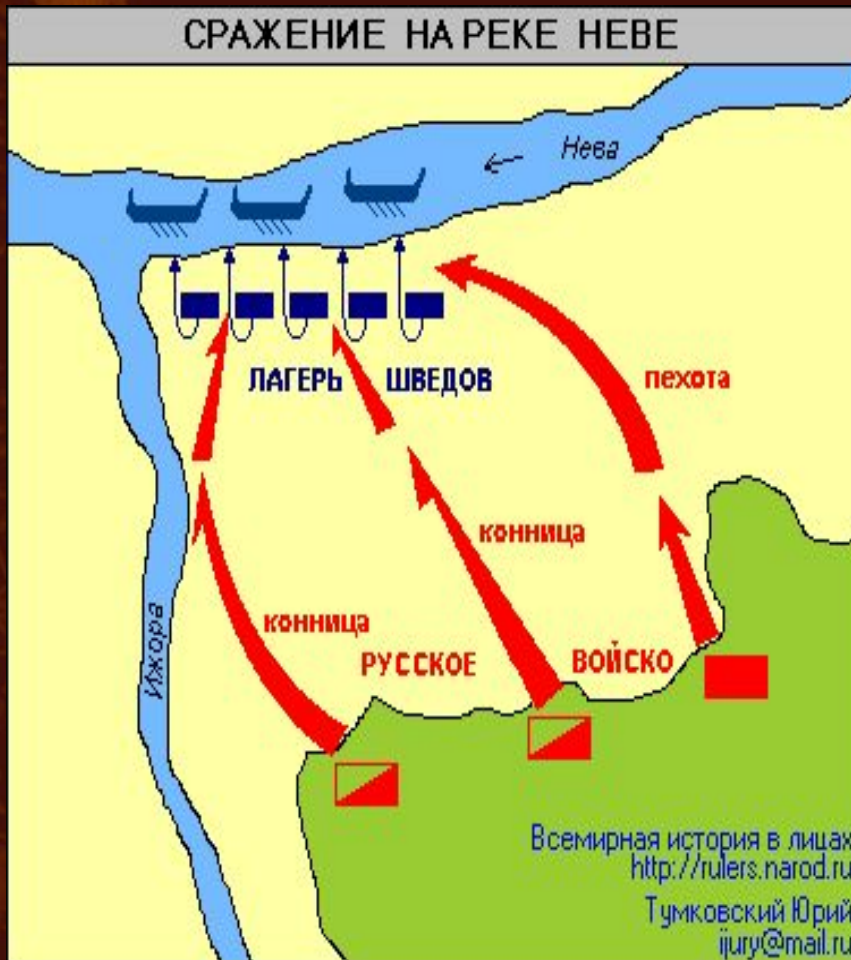 СРАЖЕНИЕ НА РЕКЕ НЕВЕ
Нева
ЛАГЕРЬ ШВЕДОВ
пехота
конница
конница
Ижора
РУССКОЕ ВОЙСКО
Всемирная история в лицах
http://rulers.narod.ru
Тумковский Юрий
ijury@mail.ru